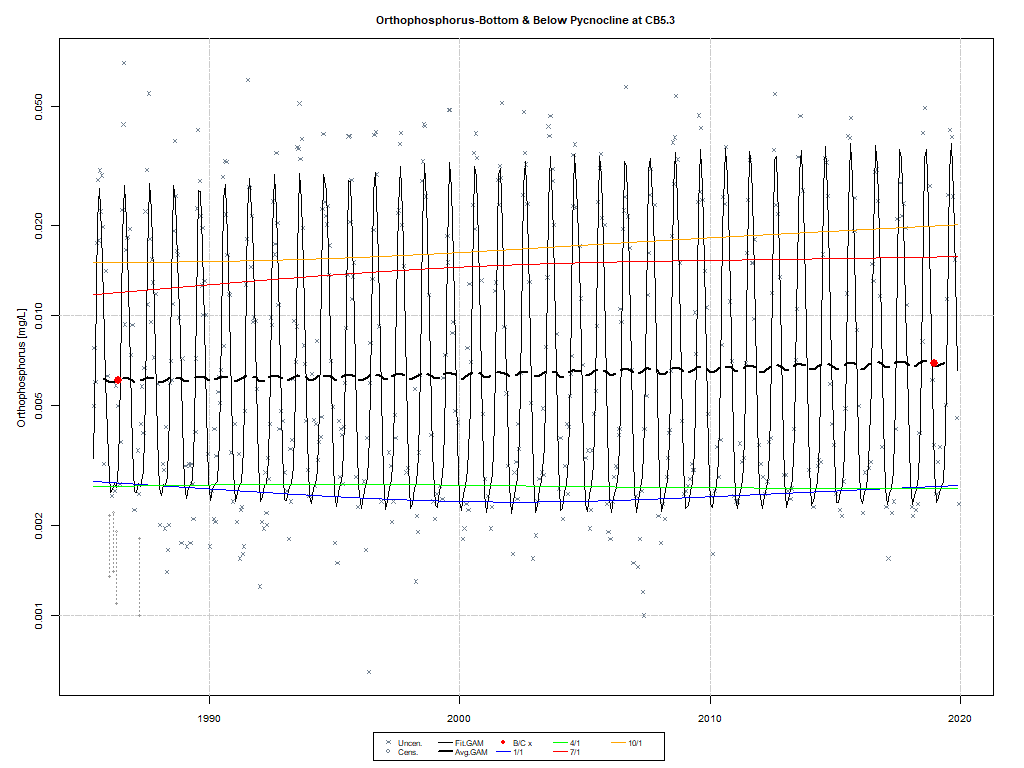 Orthophosphorus-Bottom & Below Pycnocline at CB5.3
Orthophosphorus [mg/L]
0.050
0.020
0.010
0.005
0.002
0.001
1990 2000 2010 2020
Uncen. Fit.GAM B/C x 4/1 10/1
Cens. Avg.GAM 1/1 7/1